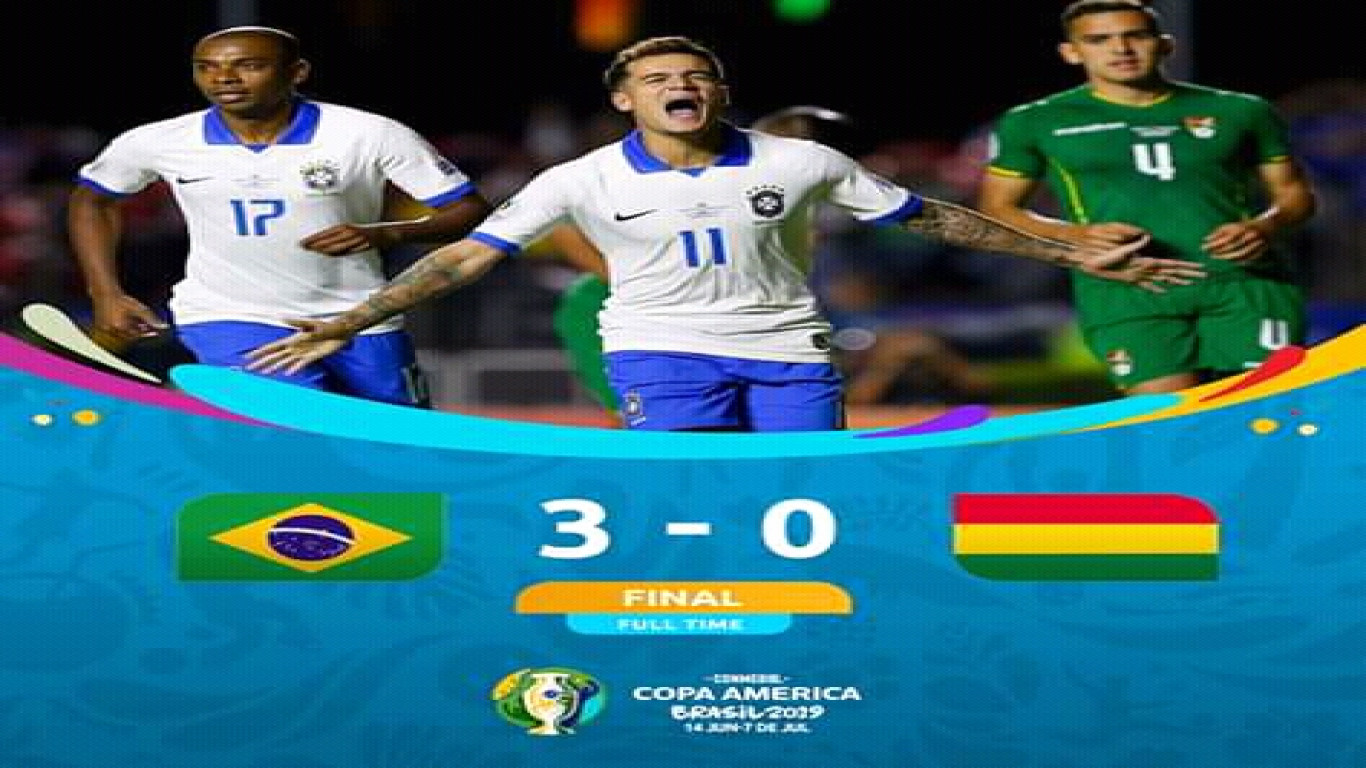 17
11
4
3 - 0
FINAL
FULL TIME
-CONMEBOL-
COPA AMERICA
BRASIL 2019
14 JUN-7 DE JUL